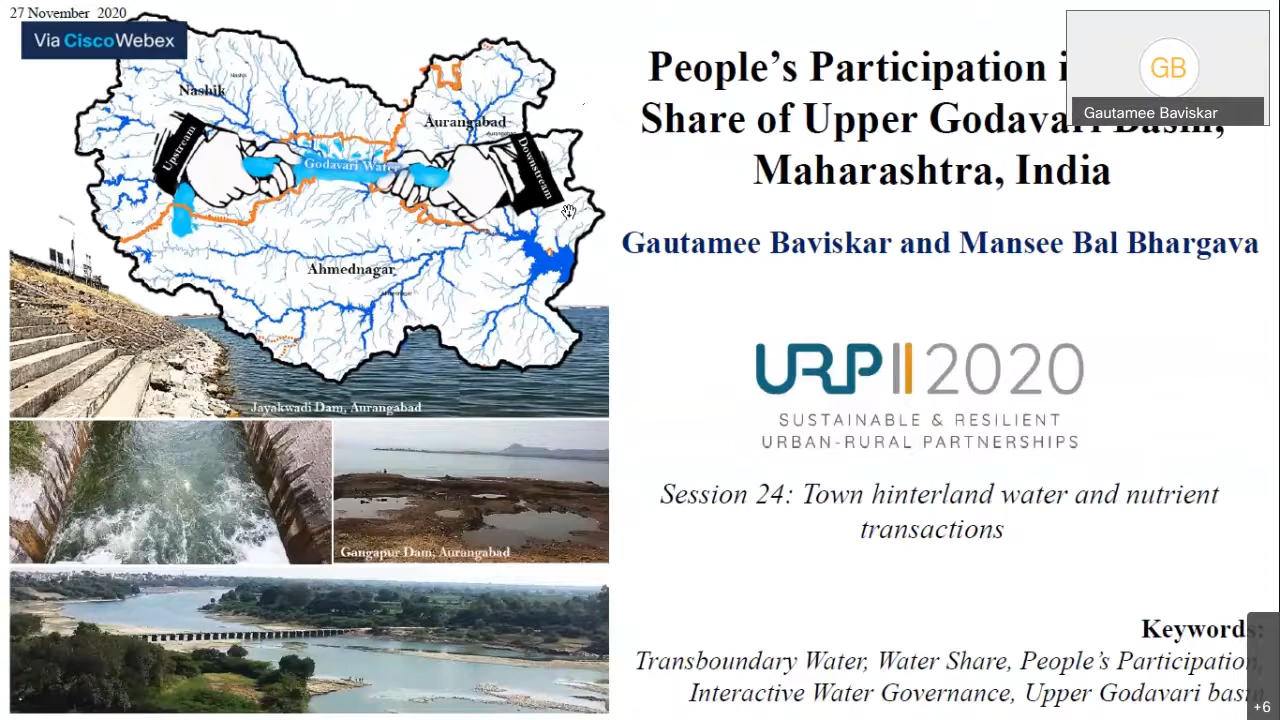 27 November 2020
Via Cisco Webex
Nashik
Nashik
Aurangabad
Upstream
Godavari Water
Downstream
Ahmednagar
Jayakwadi Dam, Aurangabad
Gangapur Dam, Aurangabad
People's Participation i
Share of Upper Godavari Basin,
Maharashtra, India
GB
Gautamee Baviskar
Gautamee Baviskar and Mansee Bal Bhargava
URP 2020
SUSTAINABLE & RESILIENT
URBAN-RURAL PARTNERSHIPS
Session 24: Town hinterland water and nutrient
transactions
Keywords:
Transboundary Water, Water Share, People's Participation,
Interactive Water Governance, Upper Godavari basin
+6